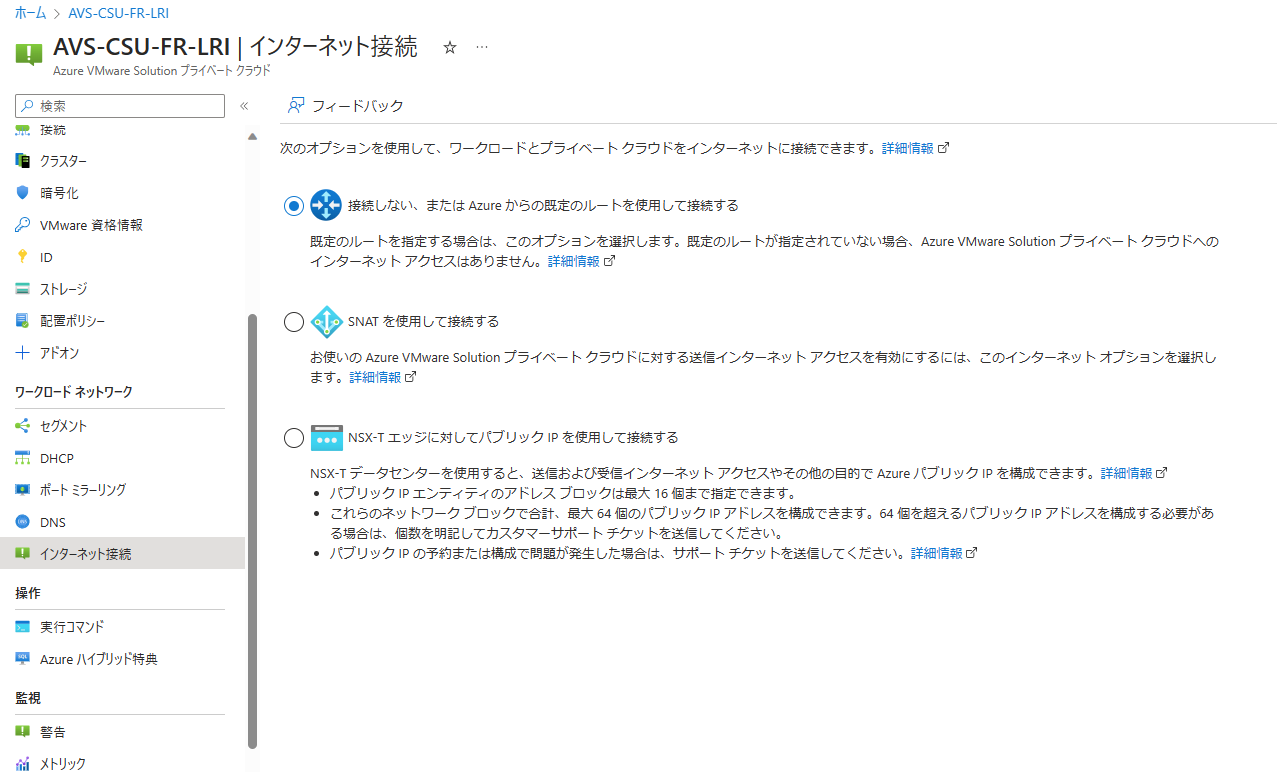 ホーム > AVS-CSU-FR-LRI
AVS-CSU-FR-LRI | インターネット接続 ☆ …
Azure VMware Solution プライベート クラウド
検索 «
接続
クラスター
暗号化
VMware 資格情報
ID
ストレージ
配置ポリシー
アドオン
ワークロード ネットワーク
セグメント
DHCP
ポート ミラーリング
DNS
インターネット接続
操作
実行コマンド
Azure ハイブリッド特典
監視
警告
メトリック
フィードバック
次のオプションを使用して、ワークロードとプライベート クラウドをインターネットに接続できます。詳細情報
接続しない、または Azure からの既定のルートを使用して接続する
既定のルートを指定する場合は、このオプションを選択します。既定のルートが指定されていない場合、Azure VMware Solution プライベート クラウドへの
インターネット アクセスはありません。詳細情報
SNAT を使用して接続する
お使いの Azure VMware Solution プライベート クラウドに対する送信インターネット アクセスを有効にするには、このインターネット オプションを選択し
ます。詳細情報
NSX-T エッジに対してパブリック IP を使用して接続する
NSX-T データセンターを使用すると、送信および受信インターネット アクセスやその他の目的で Azure パブリック IP を構成できます。詳細情報
• パブリック IP エンティティのアドレス ブロックは最大 16 個まで指定できます。
• これらのネットワーク ブロックで合計、最大 64 個のパブリック IP アドレスを構成できます。64 個を超えるパブリック IP アドレスを構成する必要があ
る場合は、個数を明記してカスタマーサポート チケットを送信してください。
• パブリック IP の予約または構成で問題が発生した場合は、サポート チケットを送信してください。詳細情報